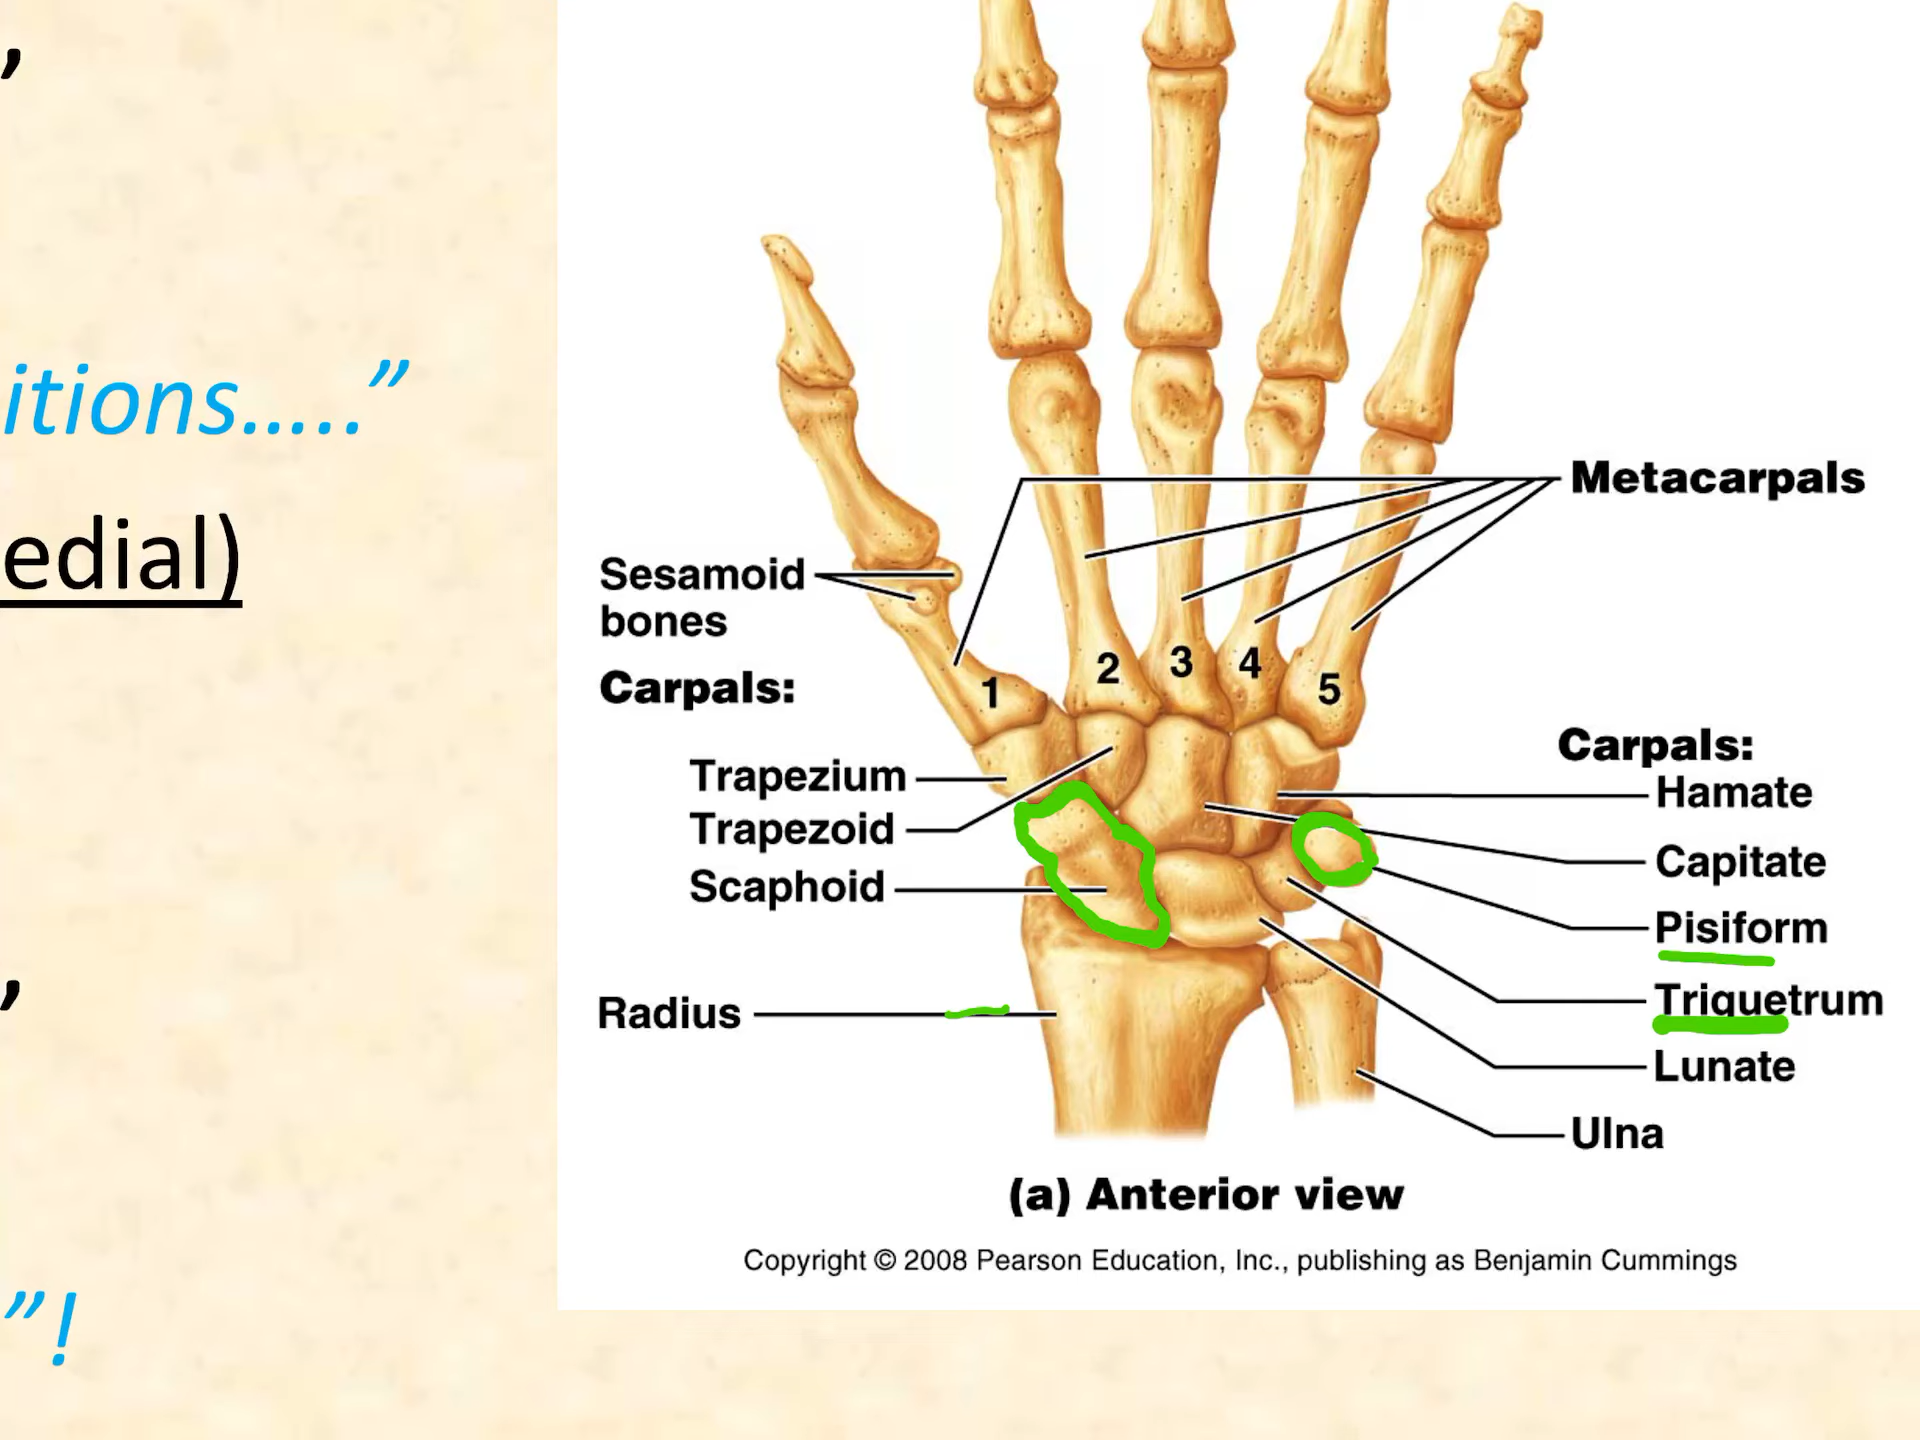 ,
itions.....”
edial)
,
”!
Metacarpals
Sesamoid
bones
Carpals:
1
2
3
4
5
Trapezium
Trapezoid
Scaphoid
Radius
Carpals:
Hamate
Capitate
Pisiform
Triquetrum
Lunate
Ulna
(a) Anterior view
Copyright © 2008 Pearson Education, Inc., publishing as Benjamin Cummings